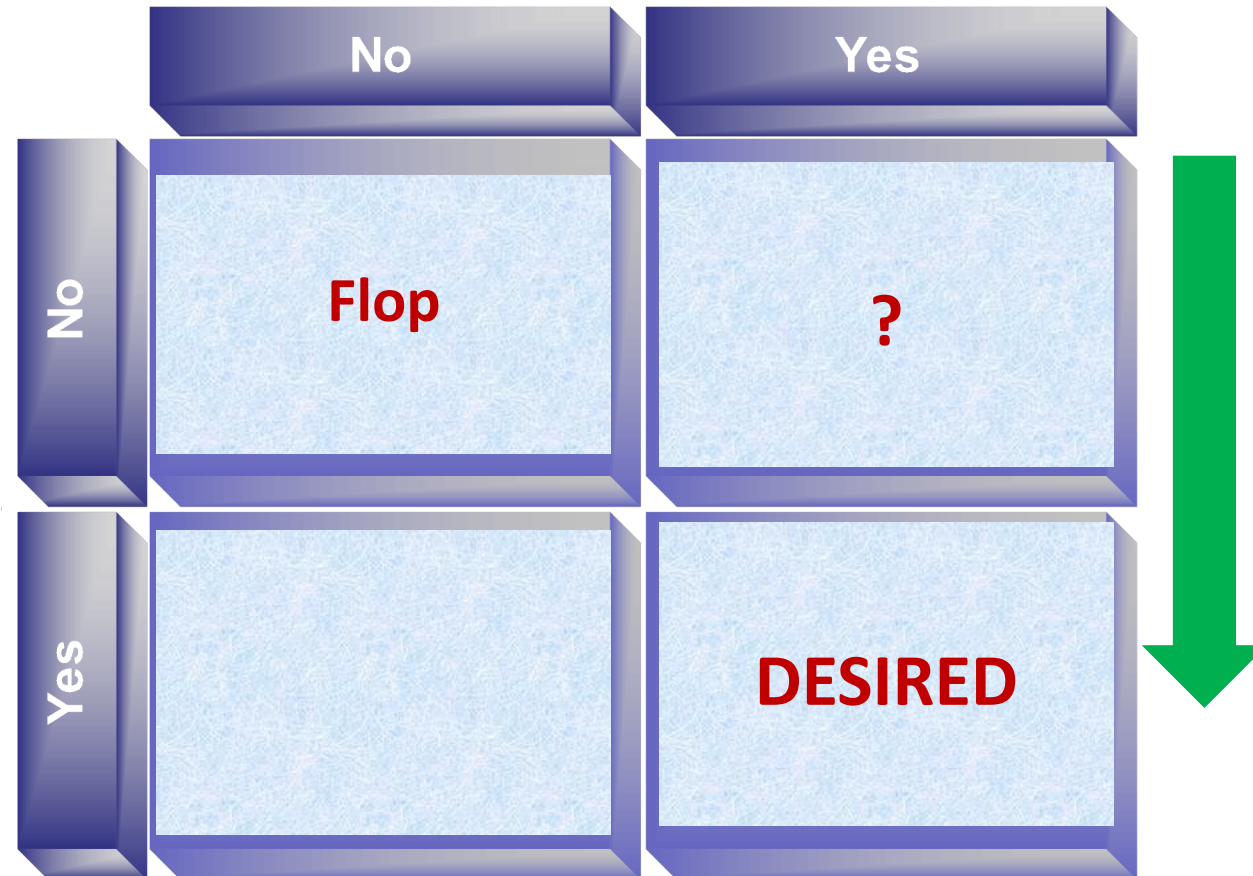 No
Yes
No
Flop
?
Yes
DESIRED